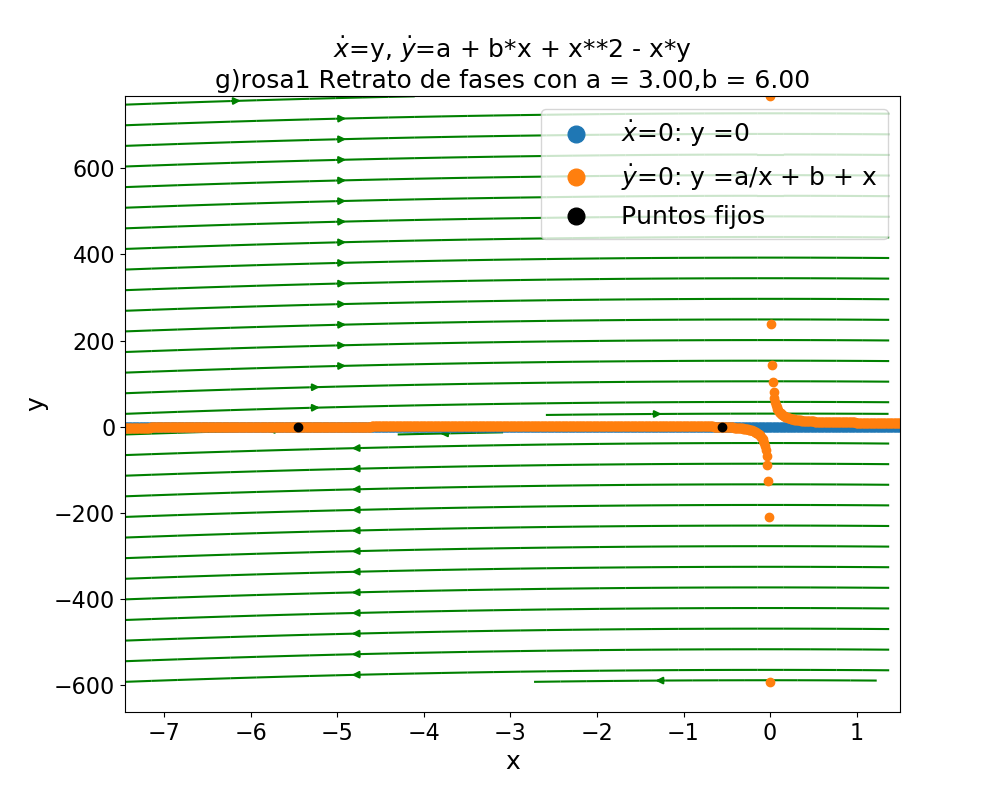 ẋ=y, ẏ=a + b*x + x**2 - x*y
g)rosa1 Retrato de fases con a = 3.00,b = 6.00
ẋ=0: y =0
ẏ=0: y =a/x + b + x
Puntos fijos
600
400
200
0
−200
−400
−600
y
−7 −6 −5 −4 −3 −2 −1 0 1
x